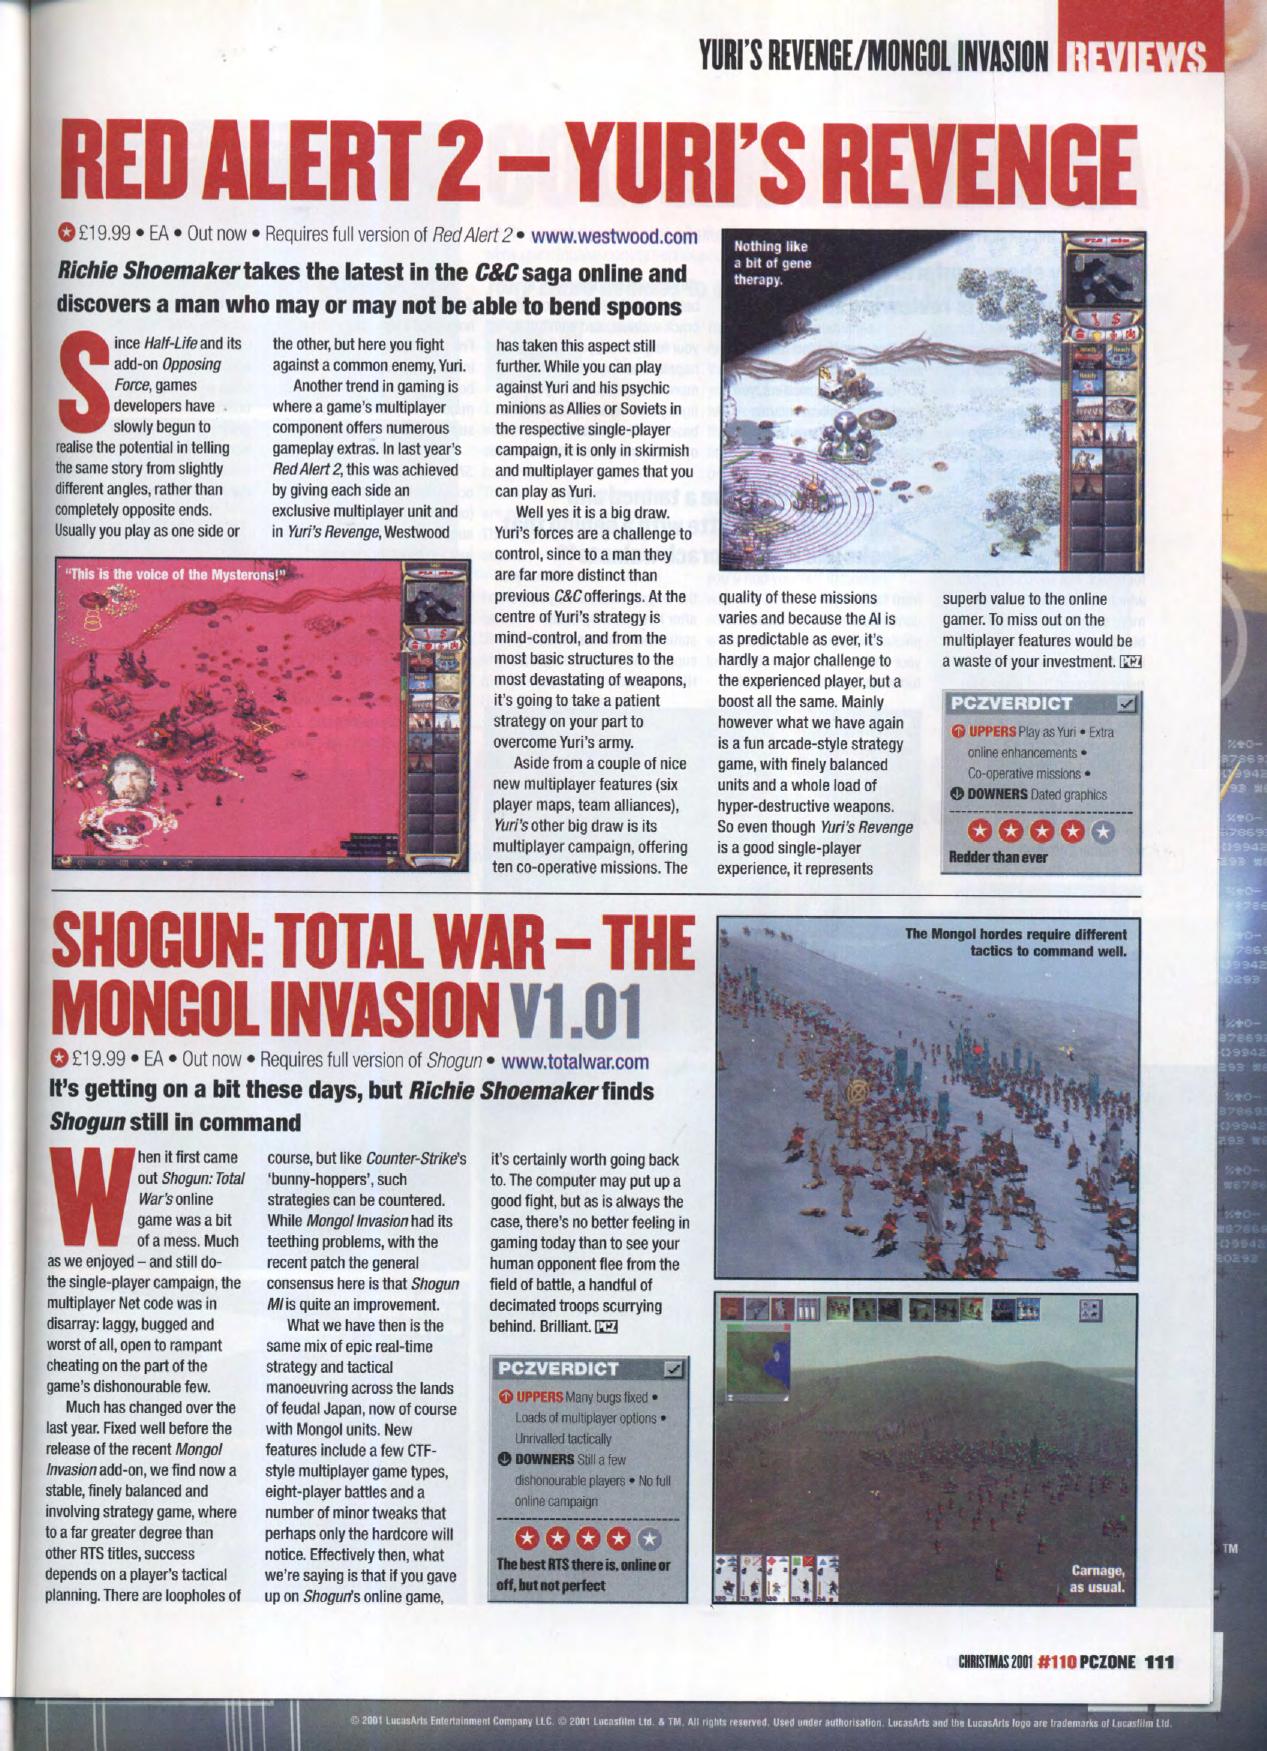 YURI'S REVENGE/MONGOL INVASION REVIEWS
RED ALERT 2 – YURI'S REVENGE
£19.99 • EA • Out now • Requires full version of Red Alert 2 • www.westwood.com
Richie Shoemaker takes the latest in the C&C saga online and
discovers a man who may or may not be able to bend spoons
Since Half-Life and its
add-on Opposing
Force, games
developers have
slowly begun to
realise the potential in telling
the same story from slightly
different angles, rather than
completely opposite ends.
Usually you play as one side or
the other, but here you fight
against a common enemy, Yuri.
Another trend in gaming is
where a game's multiplayer
component offers numerous
gameplay extras. In last year's
Red Alert 2, this was achieved
by giving each side an
exclusive multiplayer unit and
in Yuri's Revenge, Westwood
has taken this aspect still
further. While you can play
against Yuri and his psychic
minions as Allies or Soviets in
the respective single-player
campaign, it is only in skirmish
and multiplayer games that you
can play as Yuri.
Well yes it is a big draw.
Yuri's forces are a challenge to
control, since to a man they
are far more distinct than
previous C&C offerings. At the
centre of Yuri's strategy is
mind-control, and from the
most basic structures to the
most devastating of weapons,
it's going to take a patient
strategy on your part to
overcome Yuri's army.
Aside from a couple of nice
new multiplayer features (six
player maps, team alliances),
Yuri's other big draw is its
multiplayer campaign, offering
ten co-operative missions. The
quality of these missions
varies and because the AI is
as predictable as ever, it's
hardly a major challenge to
the experienced player, but a
boost all the same. Mainly
however what we have again
is a fun arcade-style strategy
game, with finely balanced
units and a whole load of
hyper-destructive weapons.
So even though Yuri's Revenge
is a good single-player
experience, it represents
superb value to the online
gamer. To miss out on the
multiplayer features would be
a waste of your investment. PCZ
Nothing like
a bit of gene
therapy.
"This is the voice of the Mysterons!"
PCZVERDICT
UPPERS Play as Yuri • Extra
online enhancements •
Co-operative missions •
DOWNERS Dated graphics
Redder than ever
SHOGUN: TOTAL WAR – THE
MONGOL INVASION V1.01
£19.99 • EA • Out now • Requires full version of Shogun • www.totalwar.com
It's getting on a bit these days, but Richie Shoemaker finds
Shogun still in command
When it first came
out Shogun: Total
War's online
game was a bit
of a mess. Much
as we enjoyed – and still do-
the single-player campaign, the
multiplayer Net code was in
disarray: laggy, bugged and
worst of all, open to rampant
cheating on the part of the
game's dishonourable few.
Much has changed over the
last year. Fixed well before the
release of the recent Mongol
Invasion add-on, we find now a
stable, finely balanced and
involving strategy game, where
to a far greater degree than
other RTS titles, success
depends on a player's tactical
planning. There are loopholes of
course, but like Counter-Strike's
'bunny-hoppers', such
strategies can be countered.
While Mongol Invasion had its
teething problems, with the
recent patch the general
consensus here is that Shogun
MI is quite an improvement.
What we have then is the
same mix of epic real-time
strategy and tactical
manoeuvring across the lands
of feudal Japan, now of course
with Mongol units. New
features include a few CTF-
style multiplayer game types,
eight-player battles and a
number of minor tweaks that
perhaps only the hardcore will
notice. Effectively then, what
we're saying is that if you gave
up on Shogun's online game,
it's certainly worth going back
to. The computer may put up a
good fight, but as is always the
case, there's no better feeling in
gaming today than to see your
human opponent flee from the
field of battle, a handful of
decimated troops scurrying
behind. Brilliant. PCZ
PCZVERDICT
UPPERS Many bugs fixed •
Loads of multiplayer options •
Unrivalled tactically
DOWNERS Still a few
dishonourable players • No full
online campaign
The best RTS there is, online or
off, but not perfect
The Mongol hordes require different
tactics to command well.
Carnage,
as usual.
TM
CHRISTMAS 2001 #110 PCZONE 111
© 2001 LucasArts Entertainment Company LLC. © 2001 Lucasfilm Ltd. & TM. All rights reserved. Used under authorisation. LucasArts and the LucasArts logo are trademarks of Lucasfilm Ltd.